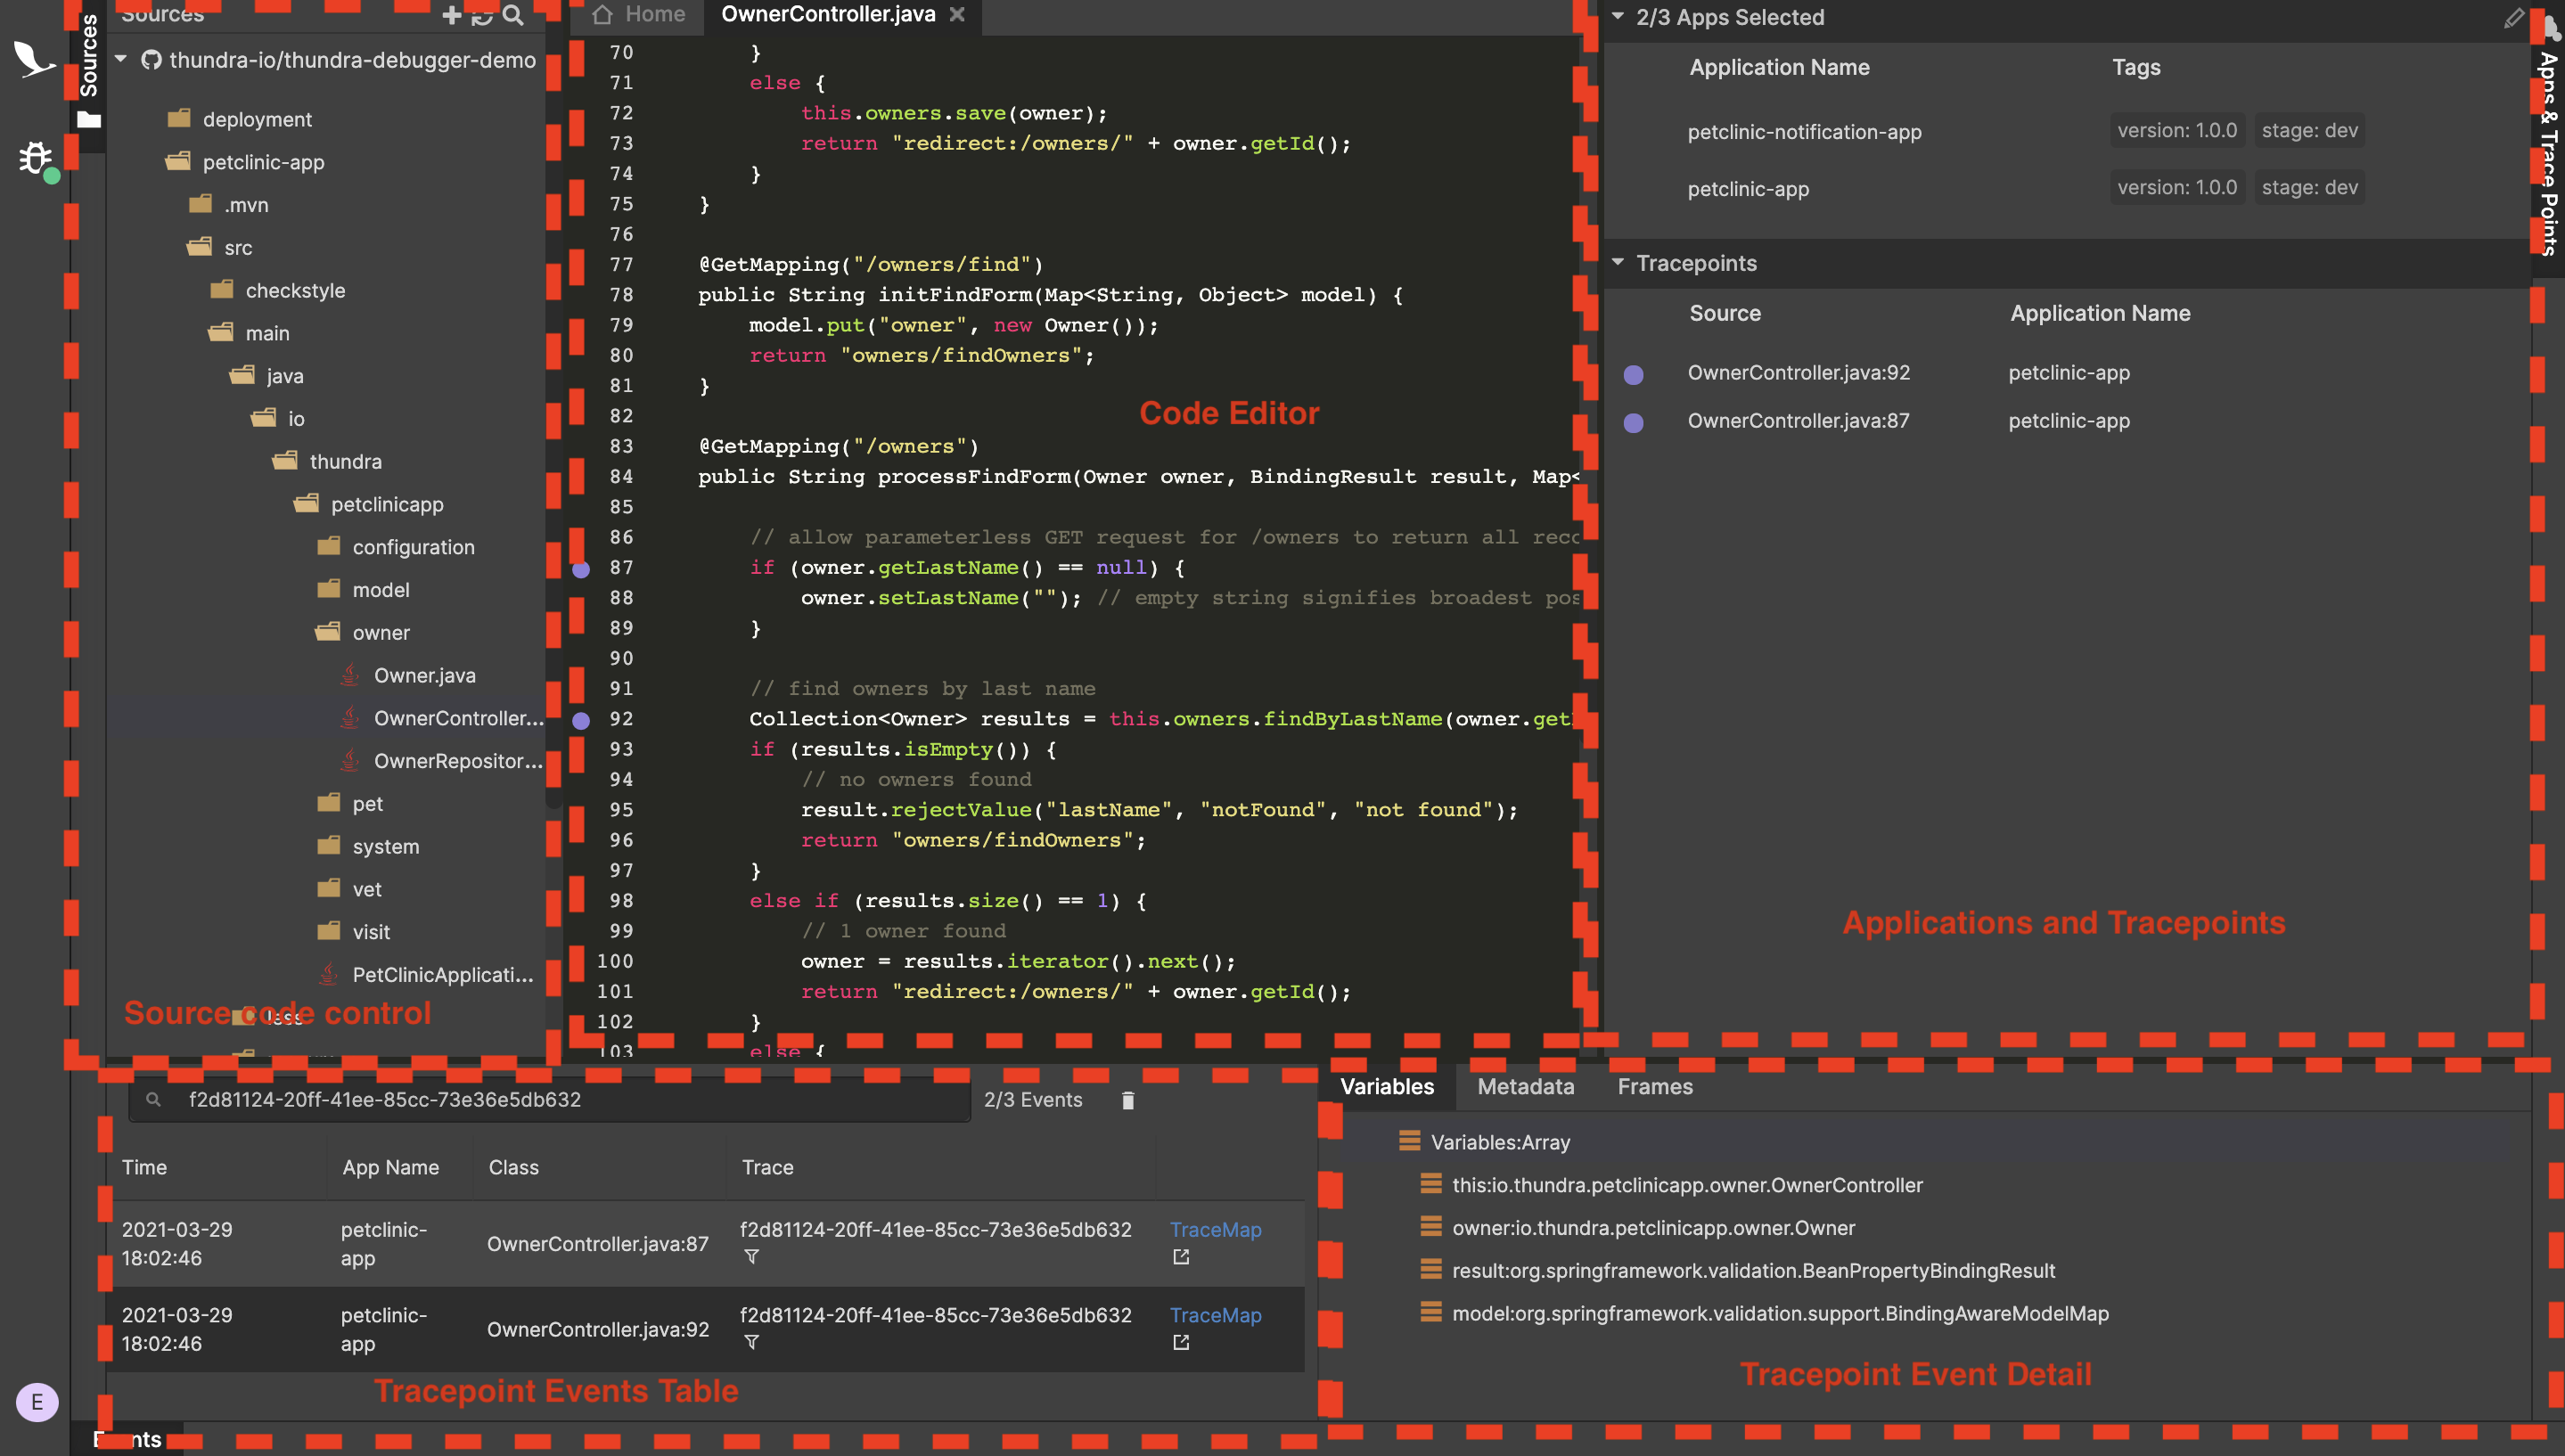 Sources
Sources
thundra-io/thundra-debugger-demo
deployment
petclinic-app
.mvn
src
checkstyle
main
java
io
thundra
petclinicapp
configuration
model
owner
Owner.java
OwnerController...
OwnerRepositor...
pet
system
vet
visit
PetClinicApplicati...
less
Source code control
Home
OwnerController.java
70 }
71 else {
72 this.owners.save(owner);
73 return "redirect:/owners/" + owner.getId();
74 }
75 }
76
77 @GetMapping("/owners/find")
78 public String initFindForm(Map<String, Object> model) {
79 model.put("owner", new Owner());
80 return "owners/findOwners";
81 }
82
Code Editor
83 @GetMapping("/owners")
84 public String processFindForm(Owner owner, BindingResult result, Map<
85
86 // allow parameterless GET request for /owners to return all reco
87 if (owner.getLastName() == null) {
88 owner.setLastName(""); // empty string signifies broadest pos
89 }
90
91 // find owners by last name
92 Collection<Owner> results = this.owners.findByLastName(owner.get
93 if (results.isEmpty()) {
94 // no owners found
95 result.rejectValue("lastName", "notFound", "not found");
96 return "owners/findOwners";
97 }
98 else if (results.size() == 1) {
99 // 1 owner found
100 owner = results.iterator().next();
101 return "redirect:/owners/" + owner.getId();
102 }
103 else {
2/3 Apps Selected
Application Name Tags
petclinic-notification-app version: 1.0.0 stage: dev
petclinic-app version: 1.0.0 stage: dev
Tracepoints
Source Application Name
OwnerController.java:92 petclinic-app
OwnerController.java:87 petclinic-app
Applications and Tracepoints
Apps & Trace Points
f2d81124-20ff-41ee-85cc-73e36e5db632 2/3 Events
Time App Name Class Trace
2021-03-29 18:02:46 petclinic-app OwnerController.java:87 f2d81124-20ff-41ee-85cc-73e36e5db632 TraceMap
2021-03-29 18:02:46 petclinic-app OwnerController.java:92 f2d81124-20ff-41ee-85cc-73e36e5db632 TraceMap
Tracepoint Events Table
Variables Metadata Frames
Variables:Array
this:io.thundra.petclinicapp.owner.OwnerController
owner:io.thundra.petclinicapp.owner.Owner
result:org.springframework.validation.BeanPropertyBindingResult
model:org.springframework.validation.support.BindingAwareModelMap
Tracepoint Event Detail
E
Events